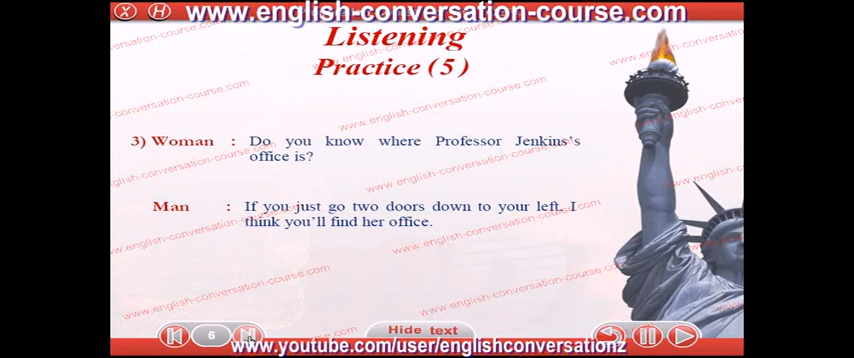 X H www.english-conversation-course.com
Listening
Practice (5)
3) Woman : Do you know where Professor Jenkins's
office is?
Man : If you just go two doors down to your left, I
think you'll find her office.
6 Hide text
www.youtube.com/user/englishconversationz